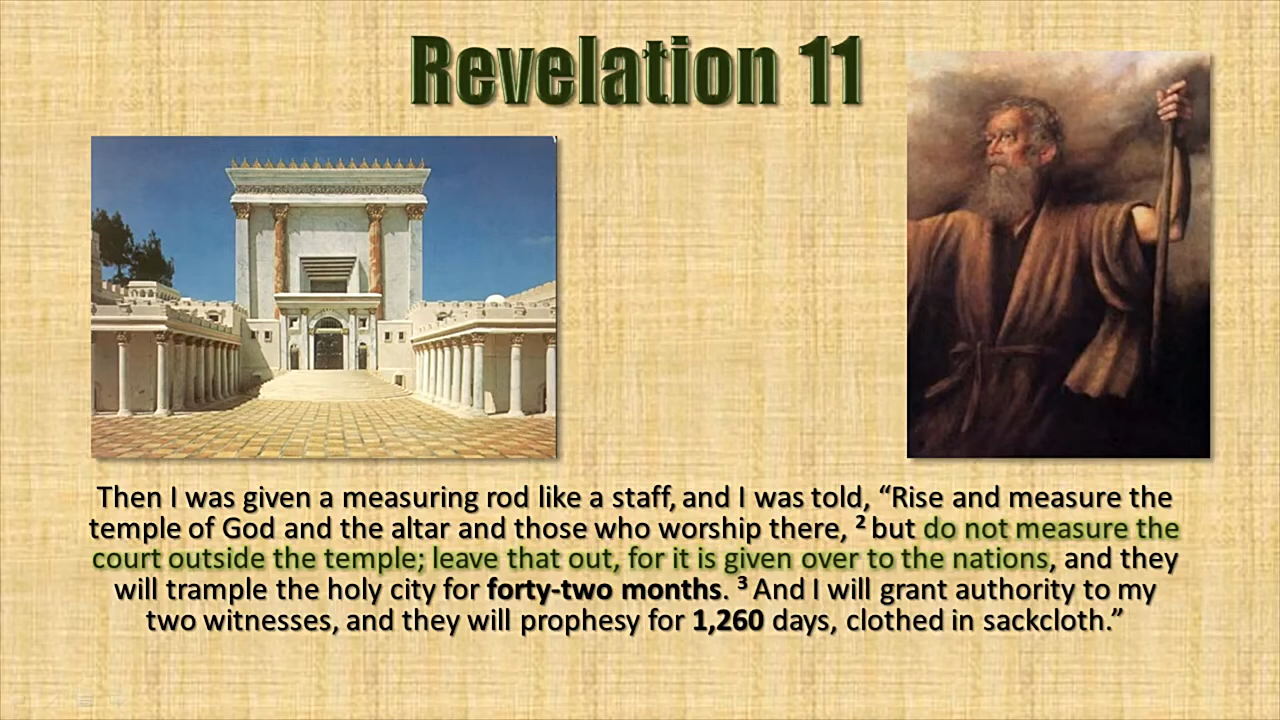 Revelation 11
Then I was given a measuring rod like a staff, and I was told, “Rise and measure the
temple of God and the altar and those who worship there, ² but do not measure the
court outside the temple; leave that out, for it is given over to the nations, and they
will trample the holy city for forty-two months. ³ And I will grant authority to my
two witnesses, and they will prophesy for 1,260 days, clothed in sackcloth.”